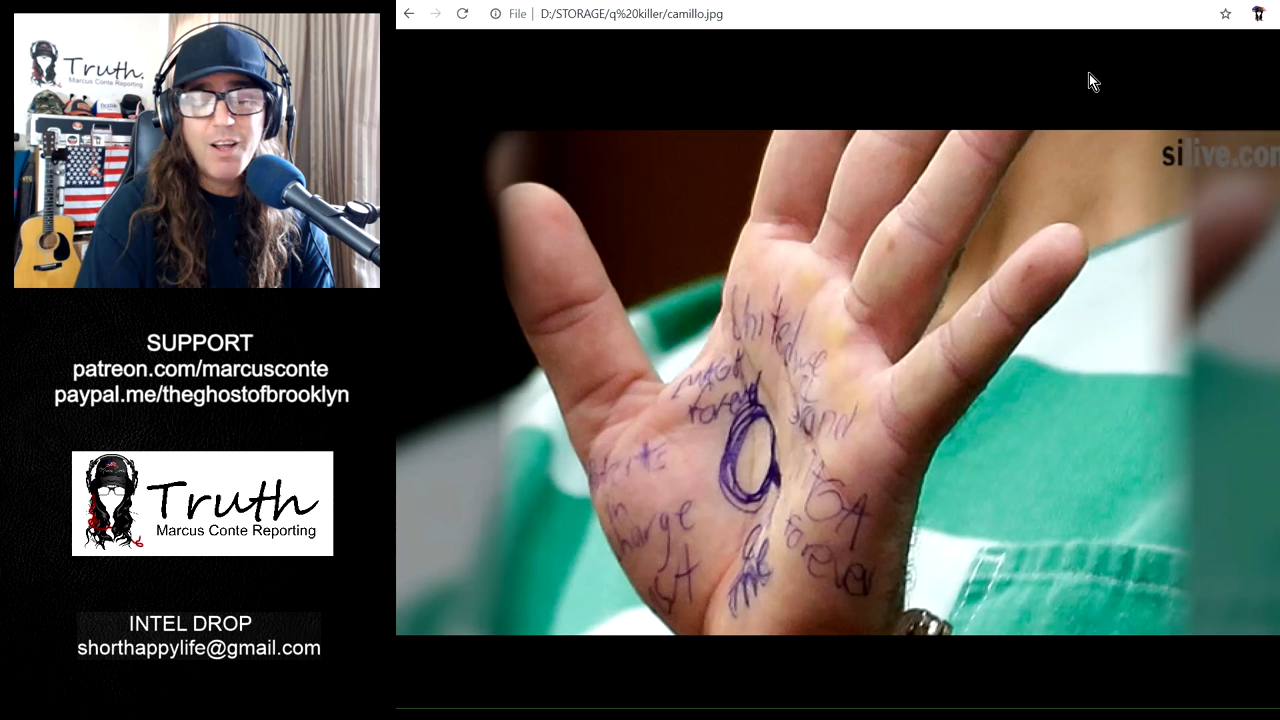 File
D:/STORAGE/q%20killer/camillo.jpg
Truth.
Marcus Conte Reporting
SUPPORT
patreon.com/marcusconte
paypal.me/theghostofbrooklyn
Truth
Marcus Conte Reporting
INTEL DROP
shorthappylife@gmail.com
silive.com
United we
stand
MAGA
forever
Q
in
charge
forever